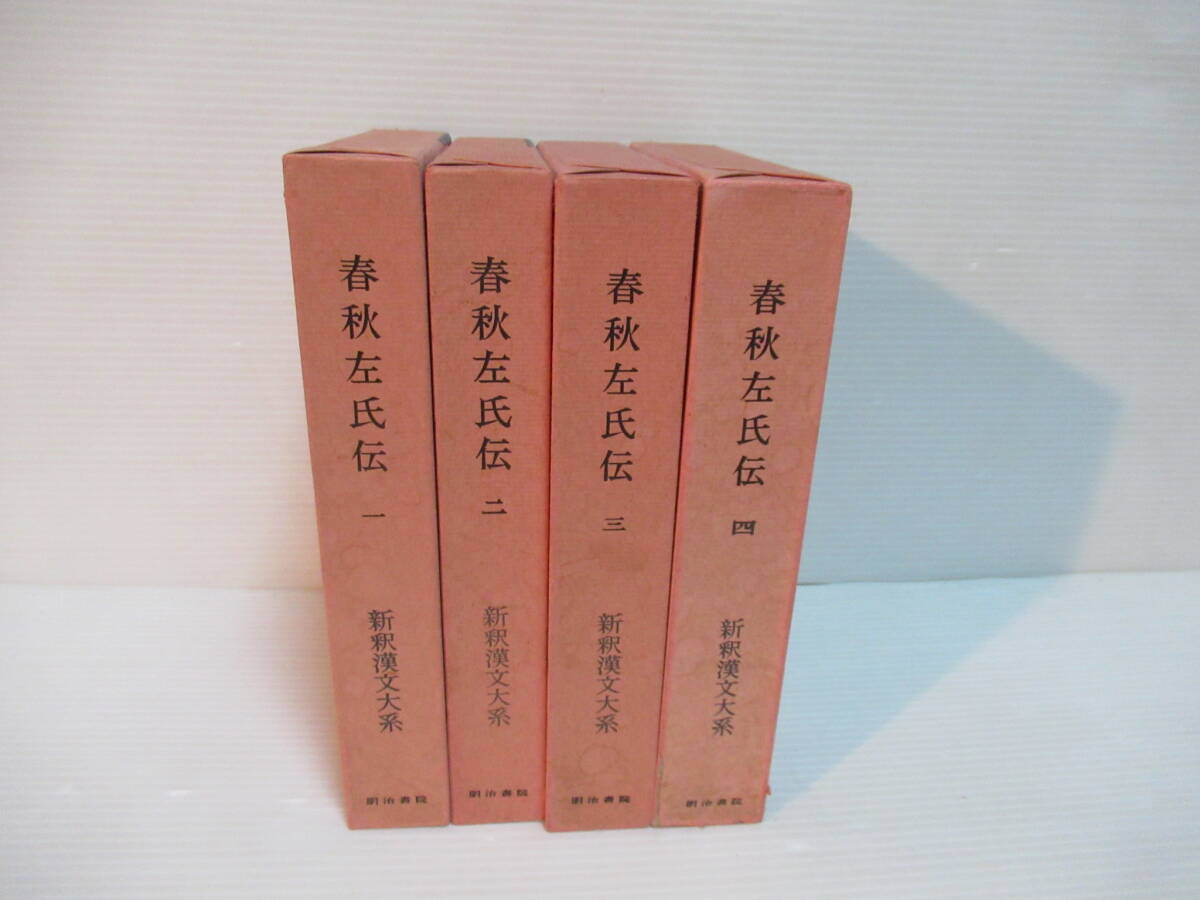 春秋左氏伝 一
新釈漢文大系
明治書院
春秋左氏伝 二
新釈漢文大系
明治書院
春秋左氏伝 三
新釈漢文大系
明治書院
春秋左氏伝 四
新釈漢文大系
明治書院